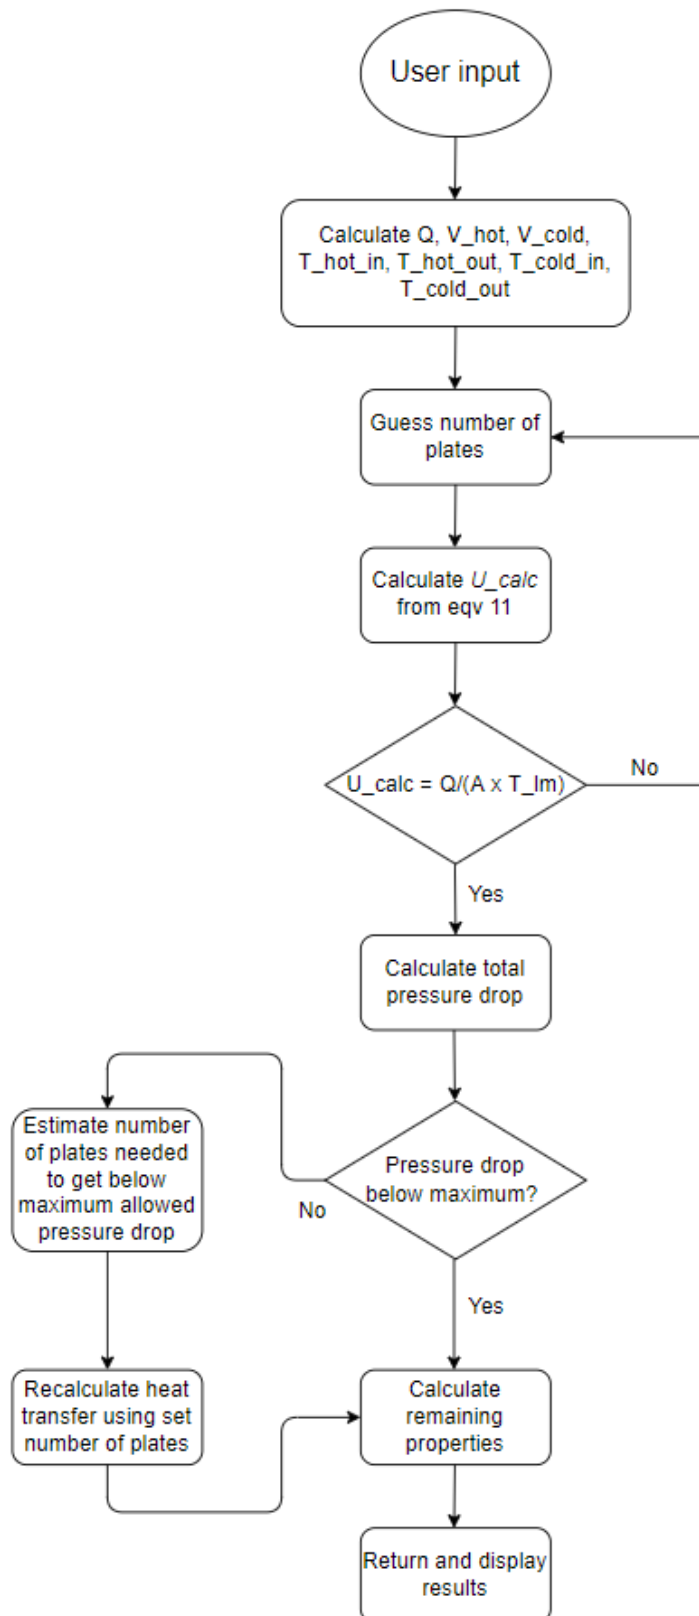 User input
Calculate Q, V_hot, V_cold,
T_hot_in, T_hot_out, T_cold_in,
T_cold_out
Guess number of
plates
Calculate U_calc
from eqv 11
U_calc = Q/(A x T_lm)
No
Yes
Calculate total
pressure drop
Estimate number
of plates needed
to get below
maximum allowed
pressure drop
Pressure drop
below maximum?
No
Yes
Recalculate heat
transfer using set
number of plates
Calculate
remaining
properties
Return and display
results